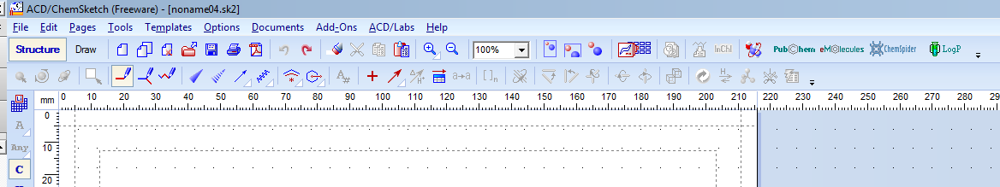 ACD/ChemSketch (Freeware) - [noname04.sk2]
File Edit Pages Tools Templates Options Documents Add-Ons ACD/Labs Help
Structure Draw 100% InChI PubChem eMolecules ChemSpider LogP
A# a→a [ ]n H
mm 0 10 20 30 40 50 60 70 80 90 100 110 120 130 140 150 160 170 180 190 200 210 220 230 240 250 260 270 280 29
0
A
10
Any
C
20